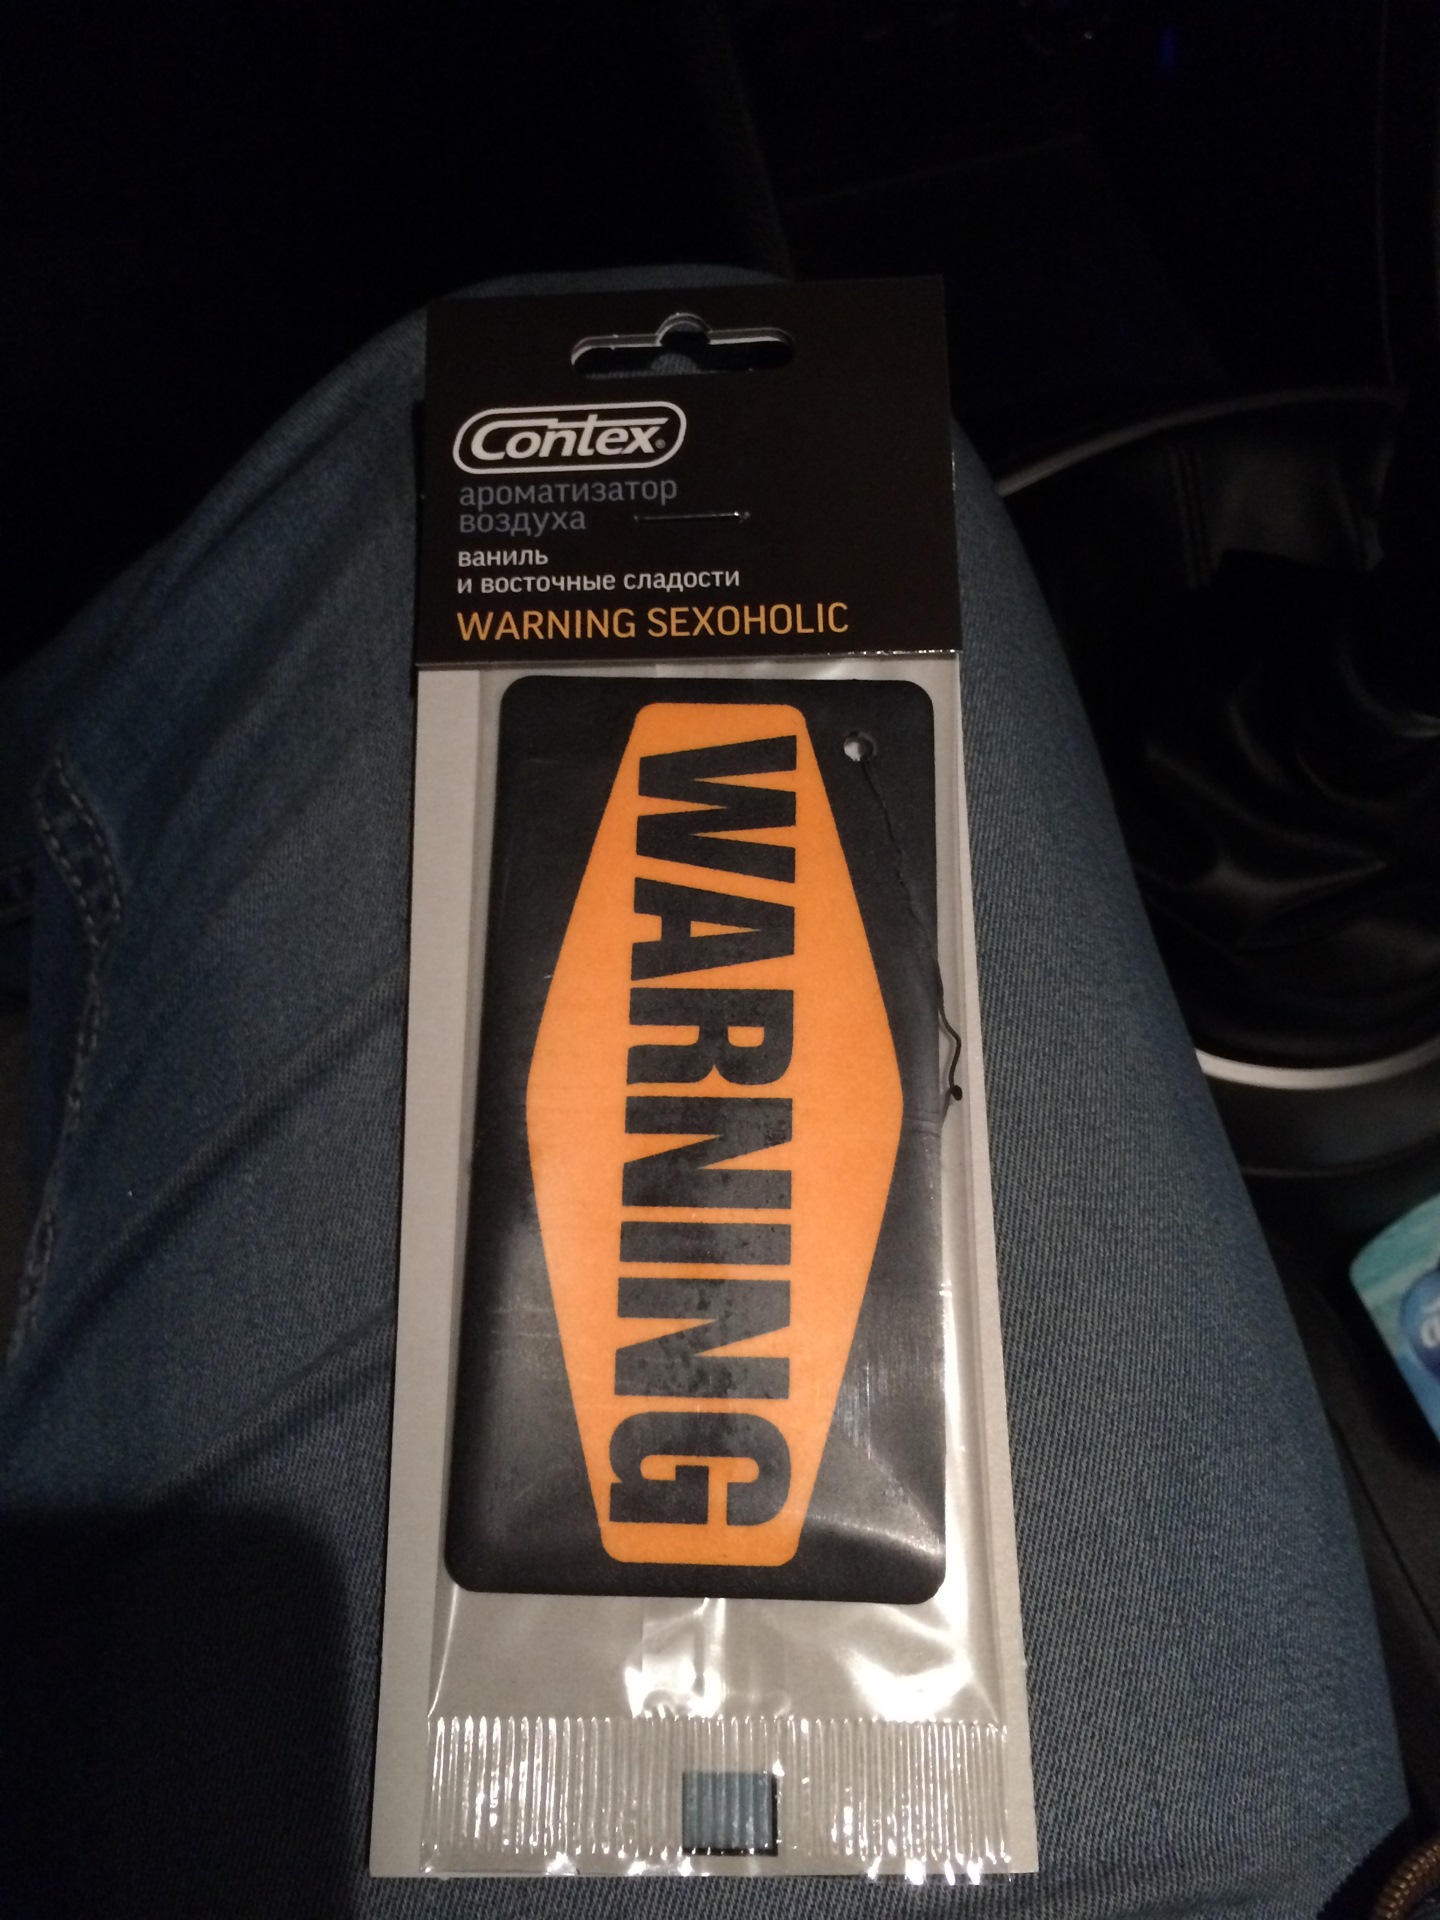 Contex®
ароматизатор
воздуха
ваниль
и восточные сладости
WARNING SEXOHOLIC
WARNING